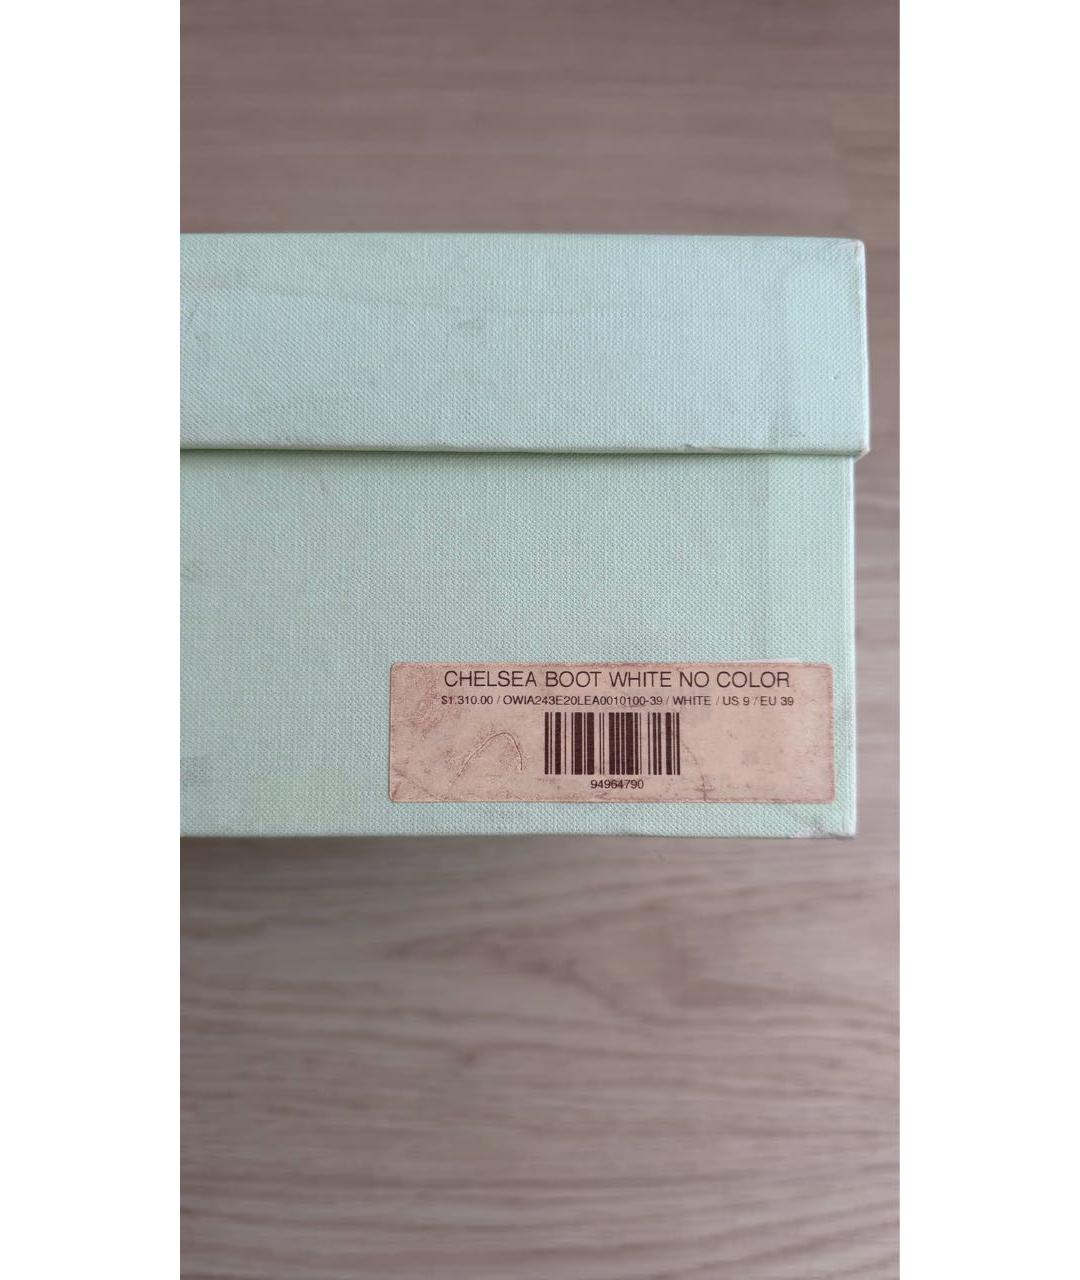 CHELSEA BOOT WHITE NO COLOR
$1,310.00 / OWIA243E20LEA0010100-39 / WHITE / US 9 / EU 39
94964790